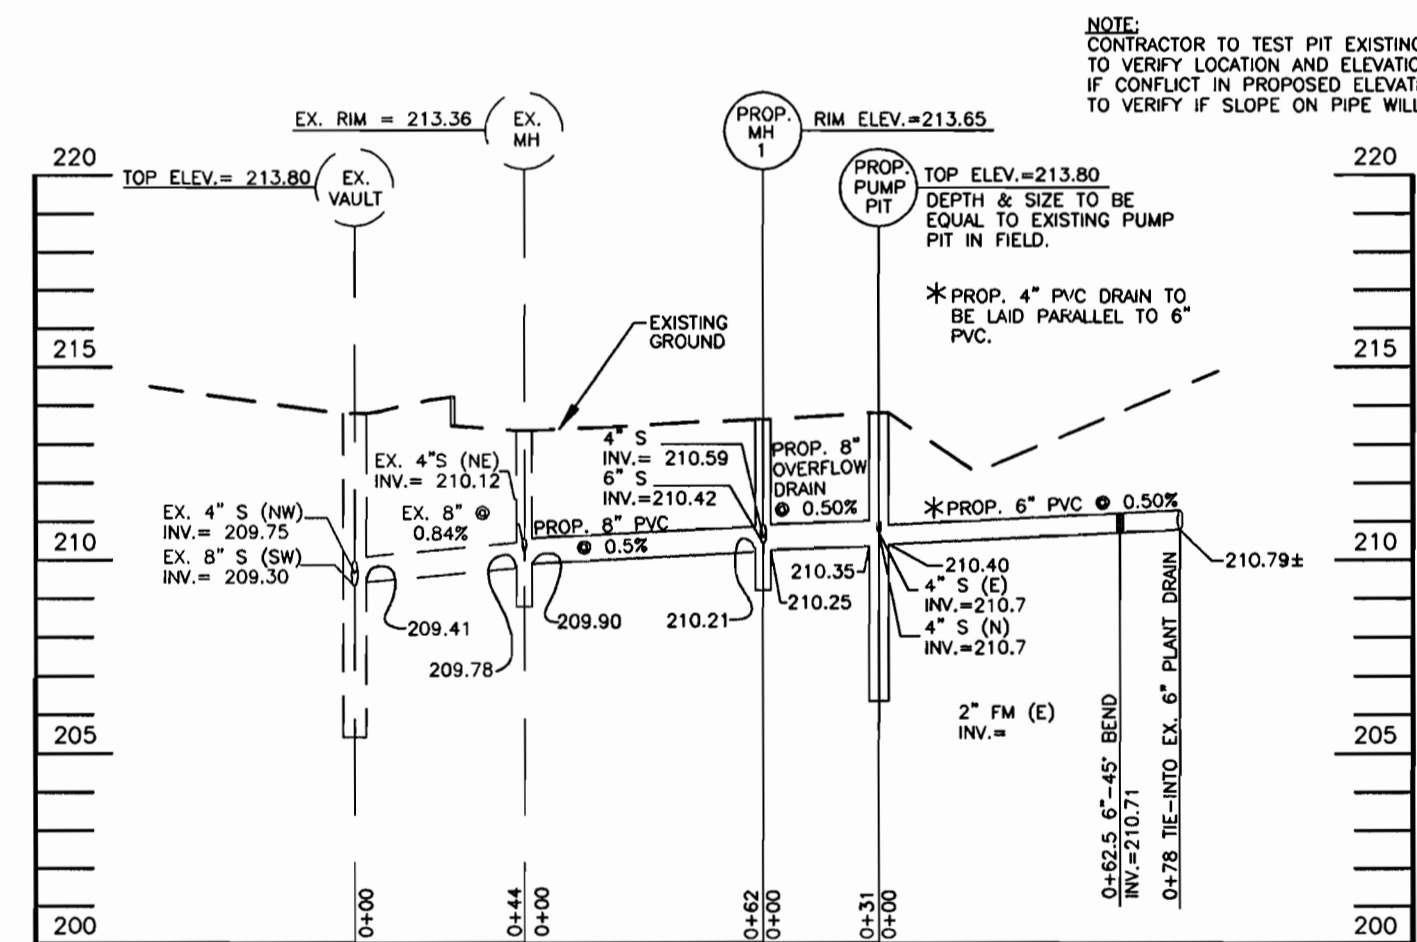 NOTE:
CONTRACTOR TO TEST PIT EXISTING
TO VERIFY LOCATION AND
IF CONFLICT IN PROPOSED
TO VERIFY IF SLOPE ON PIPE WILL
EX. RIM = 213.36
EX.
MH
PROP.
MH
1
RIM ELEV.=213.65
220
220
TOP ELEV.= 213.80
EX.
VAULT
PROP.
PUMP
PIT
TOP ELEV.=213.80
DEPTH & SIZE TO BE
EQUAL TO EXISTING PUMP
PIT IN FIELD.
* PROP. 4" PVC DRAIN TO
BE LAID PARALLEL TO 6"
PVC.
EXISTING
GROUND
215
215
EX. 4"S (NE)
INV.= 210.12
4" S
INV.= 210.59
6" S
INV.=210.42
PROP. 8"
OVERFLOW
DRAIN
@ 0.50%
*PROP. 6" PVC @ 0.50%
EX. 4" S (NW)
INV.= 209.75
EX. 8" S (SW)
INV.= 209.30
EX. 8" @
0.84%
PROP. 8" PVC
@ 0.5%
210
210
210.79±
209.41
209.78
209.90
210.21
210.25
210.35
210.40
4" S (E)
INV.=210.7
4" S (N)
INV.=210.7
2" FM (E)
INV.=
205
205
0+62.5 6"-45° BEND
INV.=210.71
0+78 TIE-INTO EX. 6" PLANT DRAIN
0+00
0+44
0+00
0+62
0+00
0+31
0+00
200
200